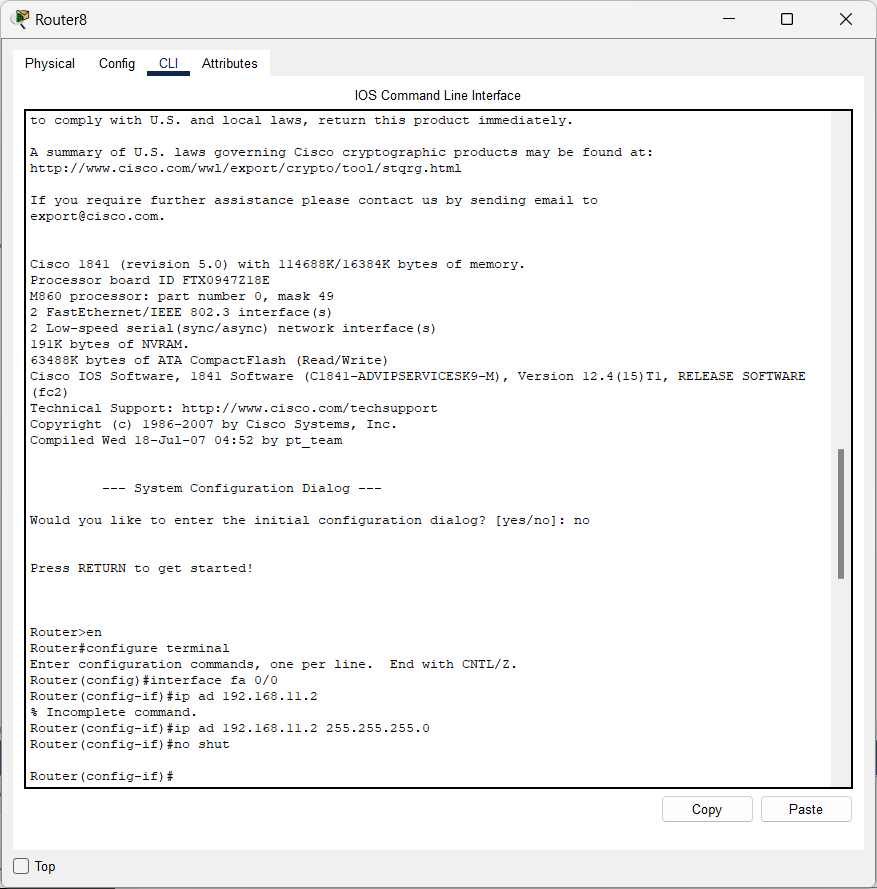 Router8
Physical Config CLI Attributes
IOS Command Line Interface
to comply with U.S. and local laws, return this product immediately.
A summary of U.S. laws governing Cisco cryptographic products may be found at:
http://www.cisco.com/wwl/export/crypto/tool/stqrg.html
If you require further assistance please contact us by sending email to
export@cisco.com.
Cisco 1841 (revision 5.0) with 114688K/16384K bytes of memory.
Processor board ID FTX0947Z18E
M860 processor: part number 0, mask 49
2 FastEthernet/IEEE 802.3 interface(s)
2 Low-speed serial(sync/async) network interface(s)
191K bytes of NVRAM.
63488K bytes of ATA CompactFlash (Read/Write)
Cisco IOS Software, 1841 Software (C1841-ADVIPSERVICESK9-M), Version 12.4(15)T1, RELEASE SOFTWARE
(fc2)
Technical Support: http://www.cisco.com/techsupport
Copyright (c) 1986-2007 by Cisco Systems, Inc.
Compiled Wed 18-Jul-07 04:52 by pt_team
--- System Configuration Dialog ---
Would you like to enter the initial configuration dialog? [yes/no]: no
Press RETURN to get started!
Router>en
Router#configure terminal
Enter configuration commands, one per line.  End with CNTL/Z.
Router(config)#interface fa 0/0
Router(config-if)#ip ad 192.168.11.2
% Incomplete command.
Router(config-if)#ip ad 192.168.11.2 255.255.255.0
Router(config-if)#no shut
Router(config-if)#
Copy Paste
Top